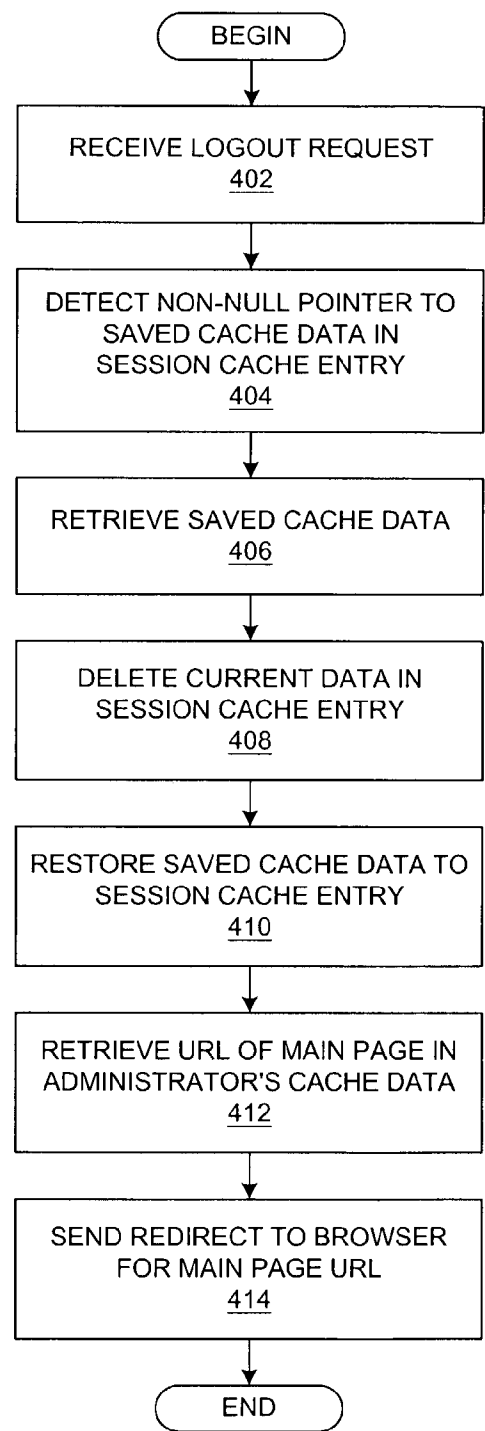 BEGIN
RECEIVE LOGOUT REQUEST
402
DETECT NON-NULL POINTER TO
SAVED CACHE DATA IN
SESSION CACHE ENTRY
404
RETRIEVE SAVED CACHE DATA
406
DELETE CURRENT DATA IN
SESSION CACHE ENTRY
408
RESTORE SAVED CACHE DATA TO
SESSION CACHE ENTRY
410
RETRIEVE URL OF MAIN PAGE IN
ADMINISTRATOR'S CACHE DATA
412
SEND REDIRECT TO BROWSER
FOR MAIN PAGE URL
414
END